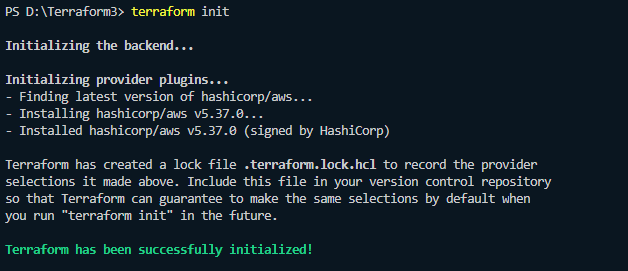 PS D:\Terraform3> terraform init
Initializing the backend...
Initializing provider plugins...
- Finding latest version of hashicorp/aws...
- Installing hashicorp/aws v5.37.0...
- Installed hashicorp/aws v5.37.0 (signed by HashiCorp)
Terraform has created a lock file .terraform.lock.hcl to record the provider
selections it made above. Include this file in your version control repository
so that Terraform can guarantee to make the same selections by default when
you run "terraform init" in the future.
Terraform has been successfully initialized!